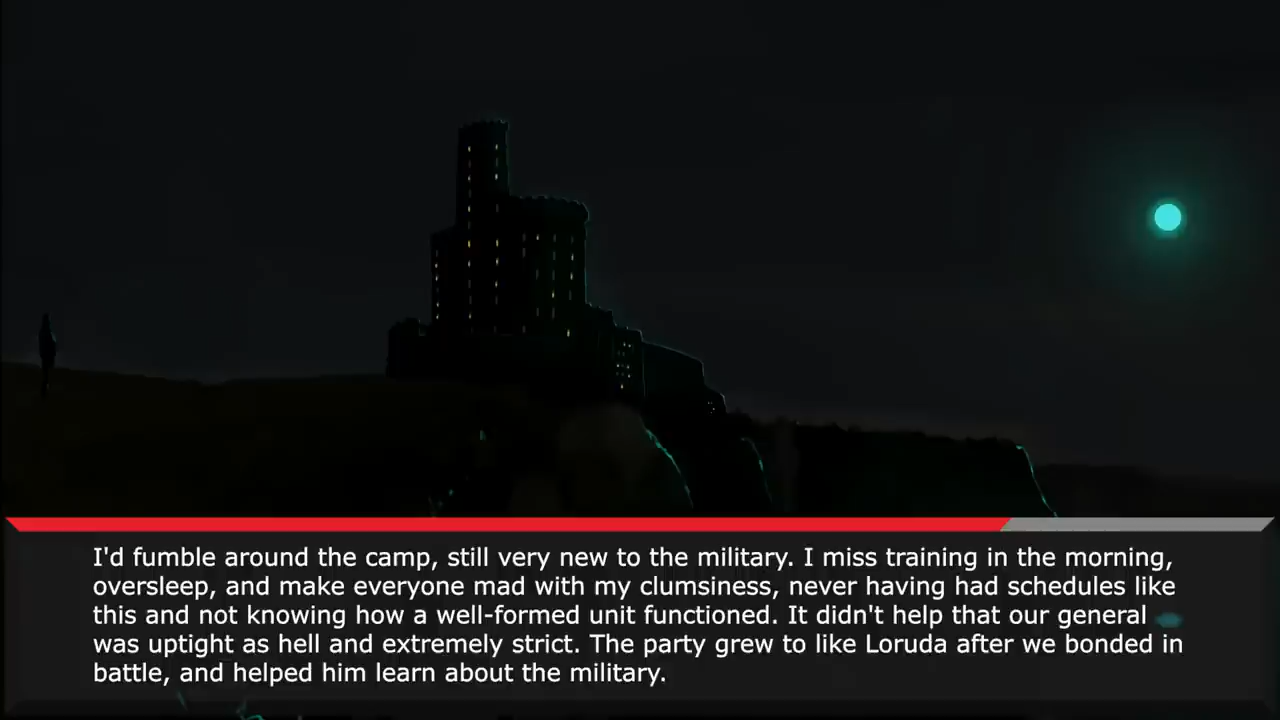 I'd fumble around the camp, still very new to the military. I miss training in the morning,
oversleep, and make everyone mad with my clumsiness, never having had schedules like
this and not knowing how a well-formed unit functioned. It didn't help that our general
was uptight as hell and extremely strict. The party grew to like Loruda after we bonded in
battle, and helped him learn about the military.